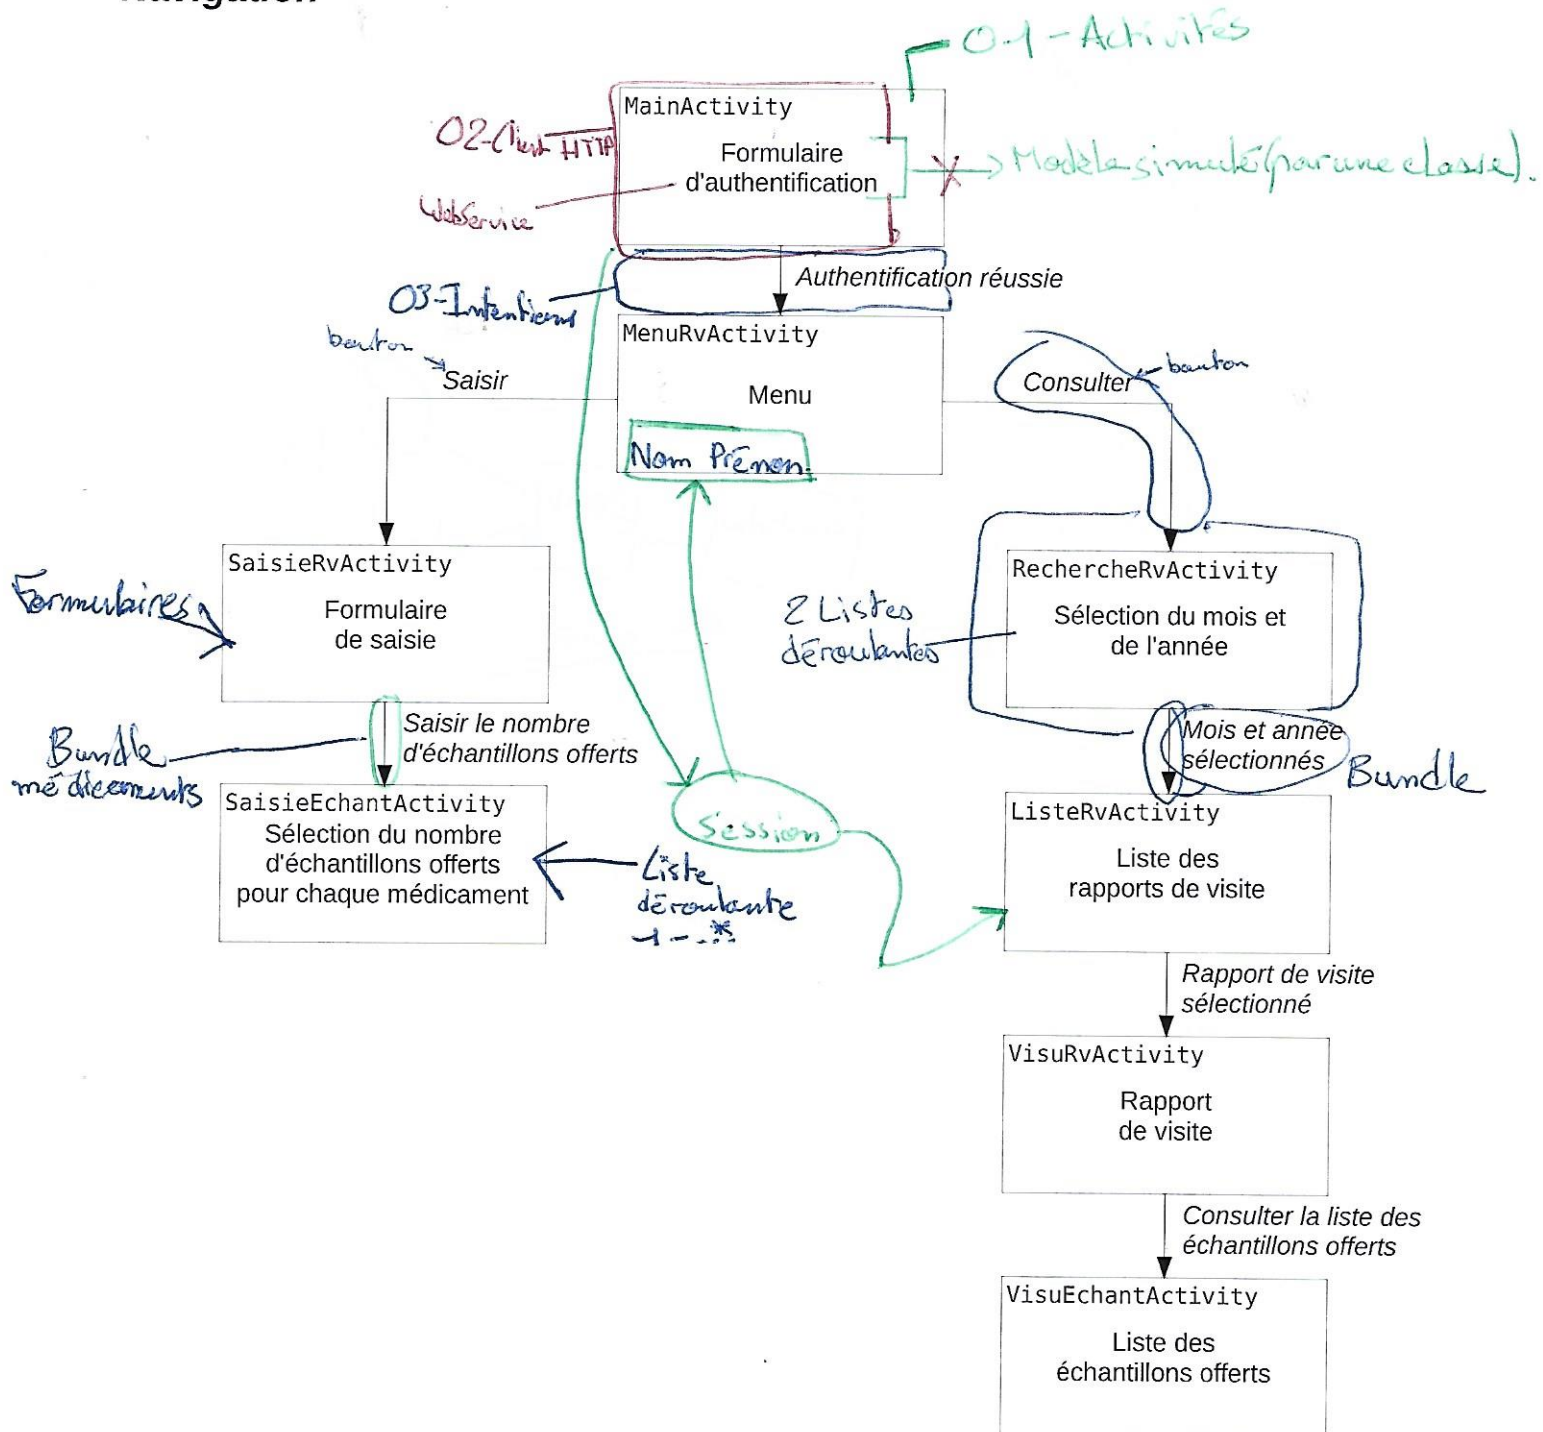 Navigation
01-Activités
MainActivity
02-Client HTTP
Formulaire
d'authentification
Modèle simulé (par une classe).
WebService
Authentification réussie
03-Intentions
MenuRvActivity
bouton
Saisir
Consulter
bouton
Menu
Nom Prénom
SaisieRvActivity
Formulaires
Formulaire
de saisie
RechercheRvActivity
2 Listes
déroulantes
Sélection du mois et
de l'année
Saisir le nombre
d'échantillons offerts
Bundle
médicaments
Mois et année
sélectionnés
Bundle
SaisieEchantActivity
Sélection du nombre
d'échantillons offerts
pour chaque médicament
Session
Liste
déroulante
1-..*
ListeRvActivity
Liste des
rapports de visite
Rapport de visite
sélectionné
VisuRvActivity
Rapport
de visite
Consulter la liste des
échantillons offerts
VisuEchantActivity
Liste des
échantillons offerts